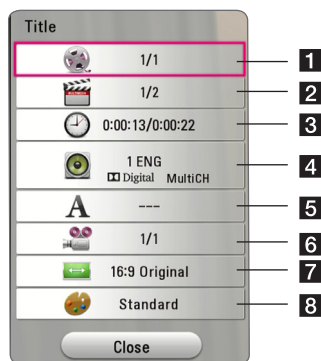 Title
1/1 1
1/2 2
0:00:13/0:00:22 3
1 ENG 4
Digital MultiCH
A --- 5
1/1 6
16:9 Original 7
Standard 8
Close